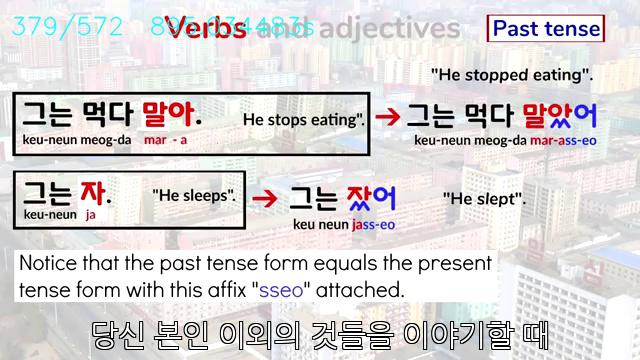 379/572
Verbs and adjectives
Past tense
"He stopped eating".
그는 먹다 말아. He stops eating". → 그는 먹다 말았어
keu-neun meog-da mar - a
keu-neun meog-da mar-ass-eo
그는 자. "He sleeps". → 그는 잤어 "He slept".
keu-neun ja
keu neun jass-eo
Notice that the past tense form equals the present
tense form with this affix "sseo" attached.
당신 본인 이외의 것들을 이야기할 때